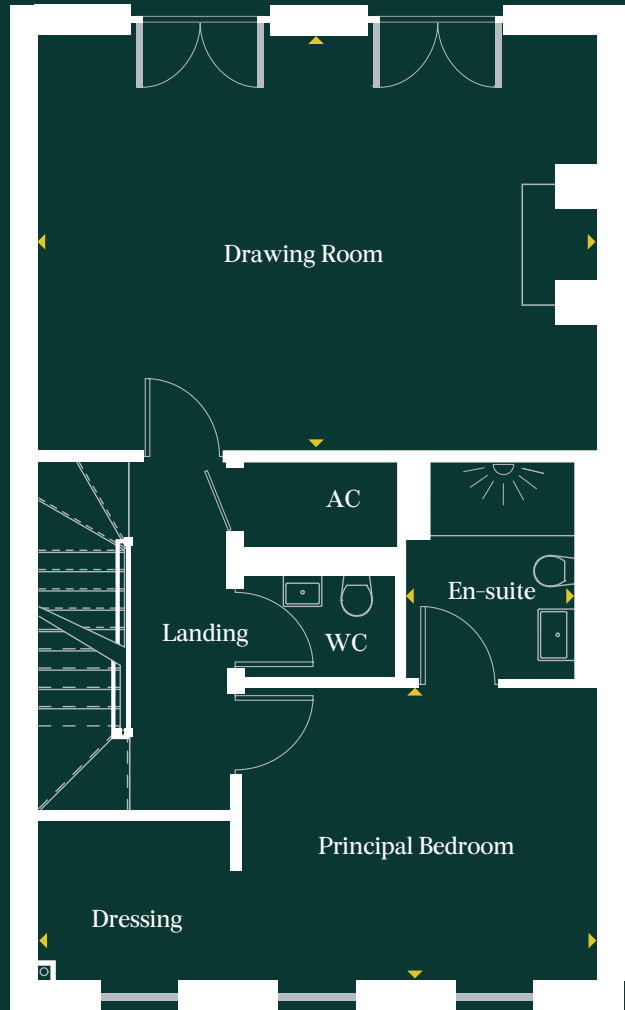 Drawing Room
AC
En-suite
Landing
WC
Principal Bedroom
Dressing